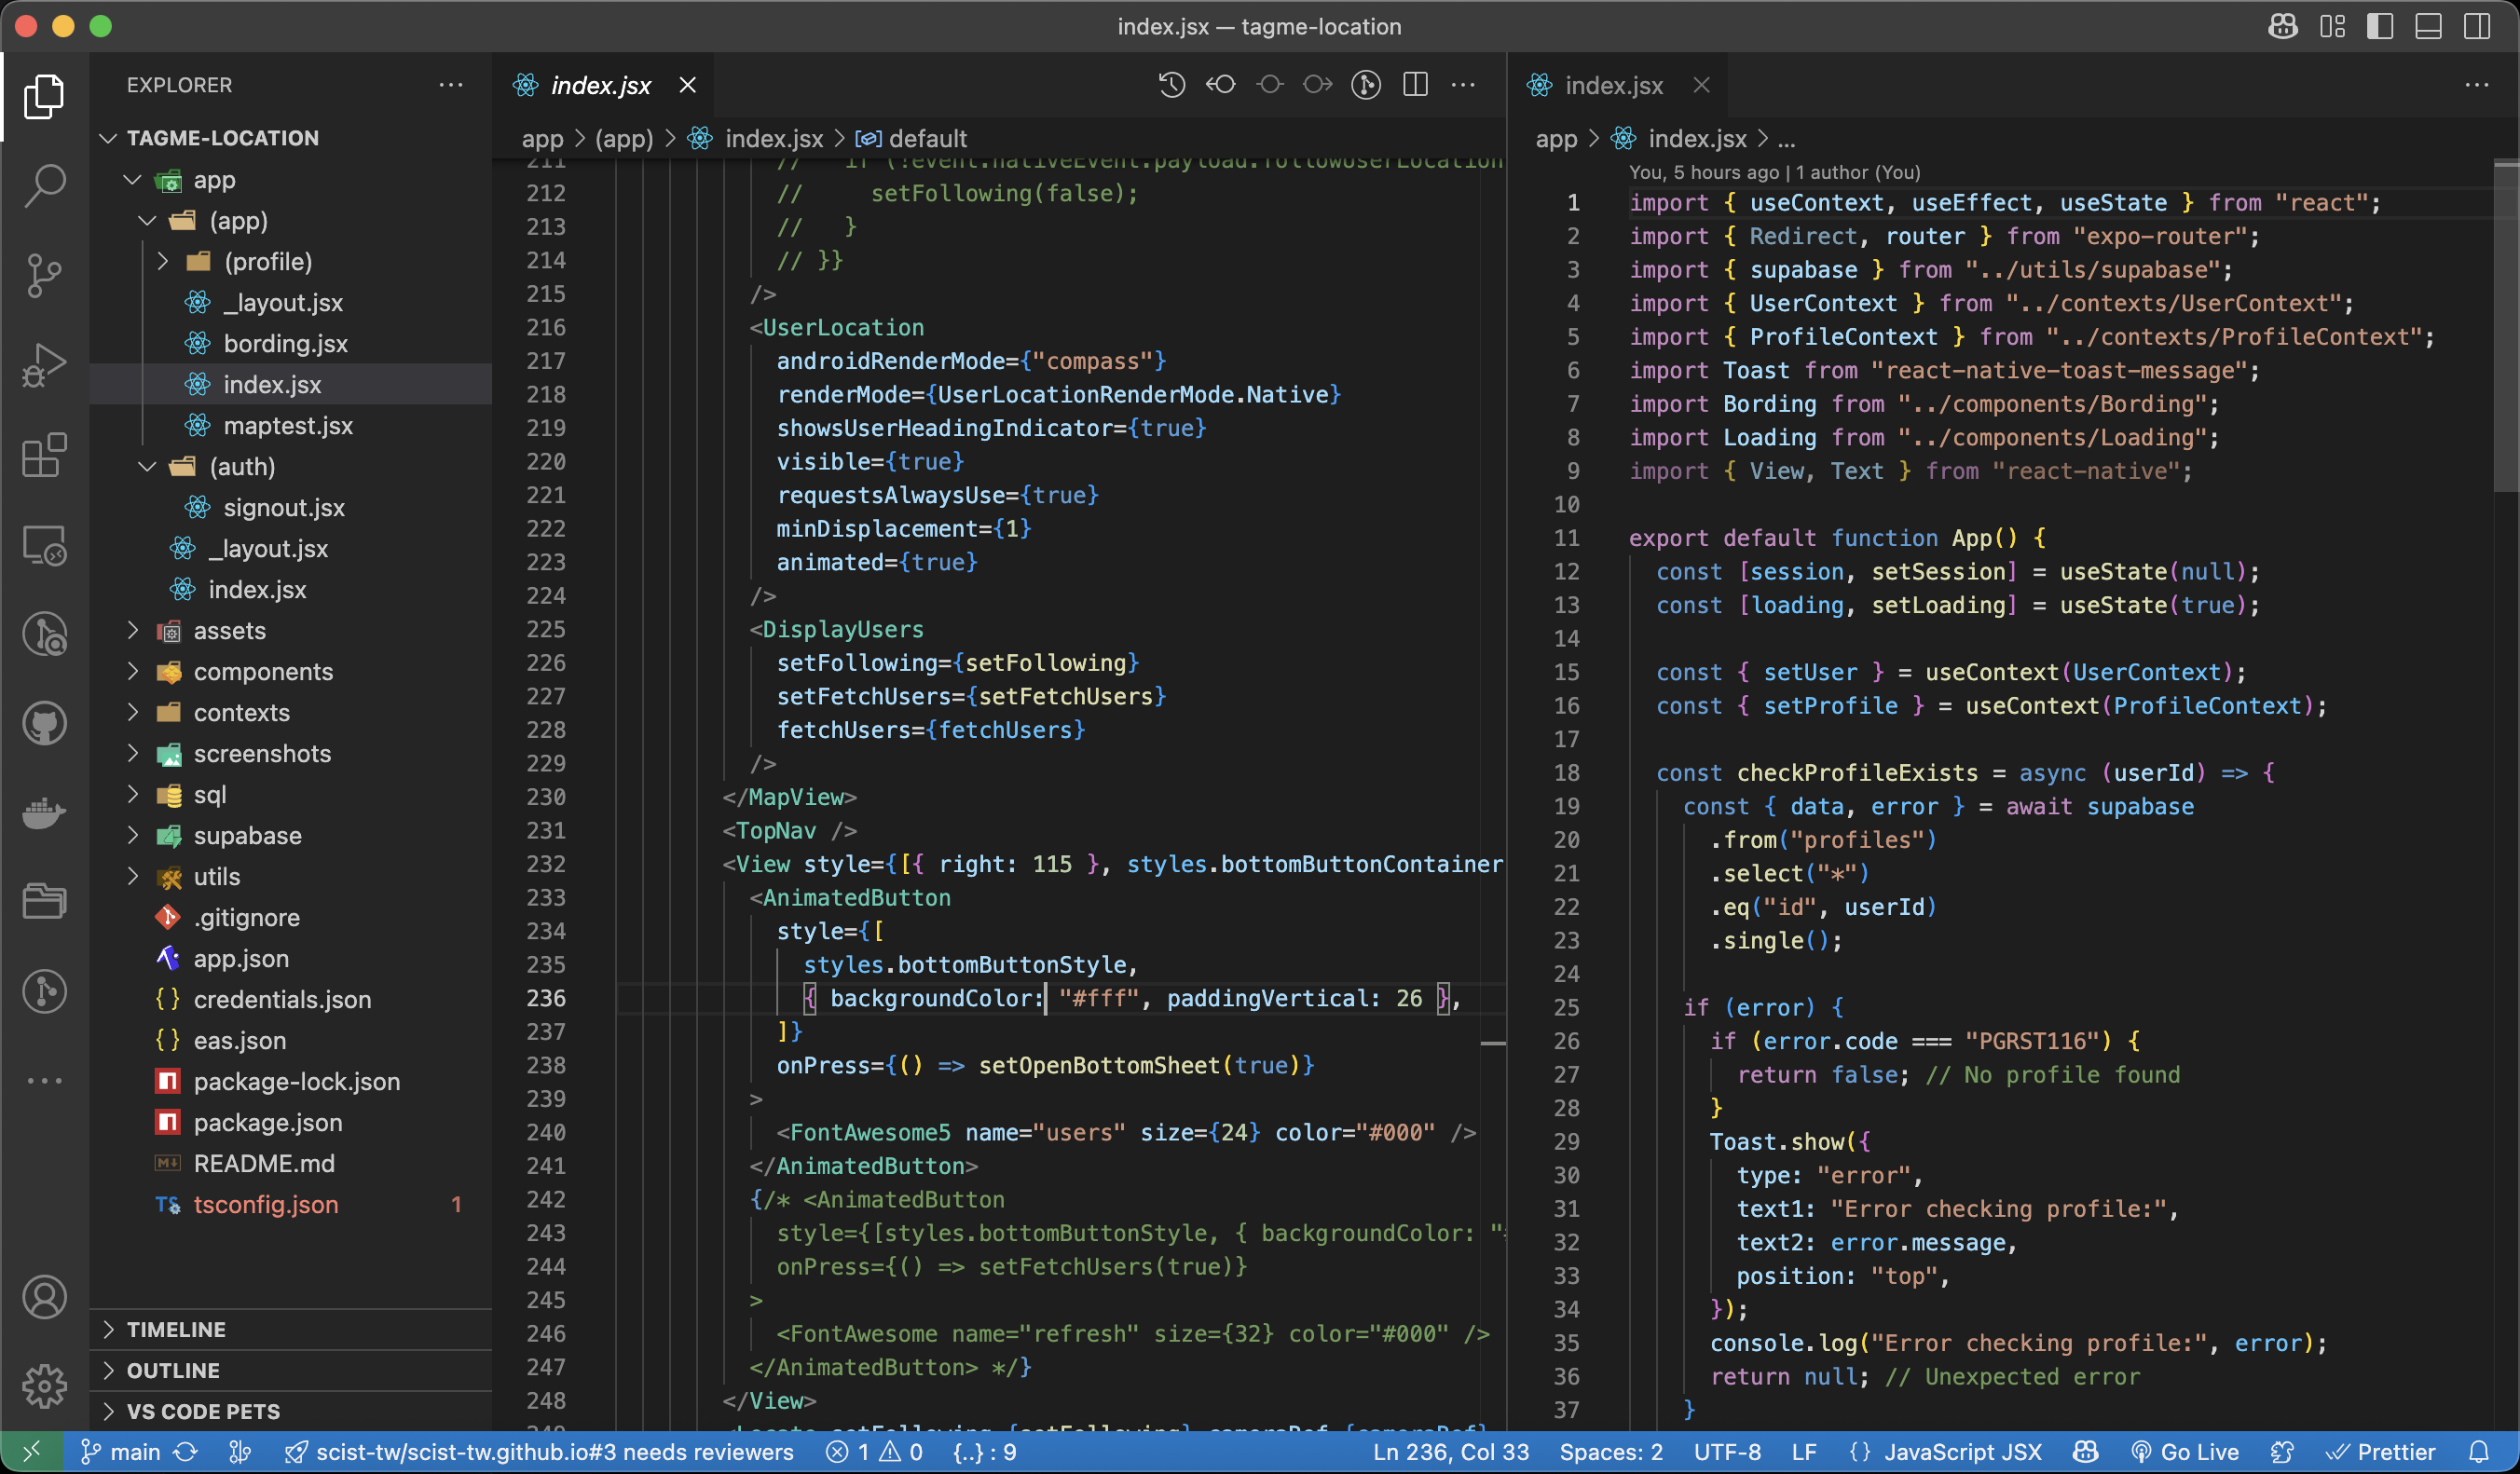 index.jsx — tagme-location
EXPLORER
TAGME-LOCATION
app
(app)
(profile)
_layout.jsx
bording.jsx
index.jsx
maptest.jsx
(auth)
signout.jsx
_layout.jsx
index.jsx
assets
components
contexts
screenshots
sql
supabase
utils
.gitignore
app.json
{} credentials.json
{} eas.json
package-lock.json
package.json
README.md
TS tsconfig.json 1
TIMELINE
OUTLINE
VS CODE PETS
index.jsx
app > (app) > index.jsx > default
211 // if (!event.nativeEvent.payload.followUserLocation
212 // setFollowing(false);
213 // }
214 // }}
215 />
216 <UserLocation
217 androidRenderMode={"compass"}
218 renderMode={UserLocationRenderMode.Native}
219 showsUserHeadingIndicator={true}
220 visible={true}
221 requestsAlwaysUse={true}
222 minDisplacement={1}
223 animated={true}
224 />
225 <DisplayUsers
226 setFollowing={setFollowing}
227 setFetchUsers={setFetchUsers}
228 fetchUsers={fetchUsers}
229 />
230 </MapView>
231 <TopNav />
232 <View style={[{ right: 115 }, styles.bottomButtonContainer
233 <AnimatedButton
234 style={[
235 styles.bottomButtonStyle,
236 { backgroundColor: "#fff", paddingVertical: 26 },
237 ]}
238 onPress={() => setOpenBottomSheet(true)}
239 >
240 <FontAwesome5 name="users" size={24} color="#000" />
241 </AnimatedButton>
242 {/* <AnimatedButton
243 style={[styles.bottomButtonStyle, { backgroundColor: "
244 onPress={() => setFetchUsers(true)}
245 >
246 <FontAwesome name="refresh" size={32} color="#000" />
247 </AnimatedButton> */}
248 </View>
index.jsx
app > index.jsx > ...
You, 5 hours ago | 1 author (You)
1 import { useContext, useEffect, useState } from "react";
2 import { Redirect, router } from "expo-router";
3 import { supabase } from "../utils/supabase";
4 import { UserContext } from "../contexts/UserContext";
5 import { ProfileContext } from "../contexts/ProfileContext";
6 import Toast from "react-native-toast-message";
7 import Bording from "../components/Bording";
8 import Loading from "../components/Loading";
9 import { View, Text } from "react-native";
10
11 export default function App() {
12 const [session, setSession] = useState(null);
13 const [loading, setLoading] = useState(true);
14
15 const { setUser } = useContext(UserContext);
16 const { setProfile } = useContext(ProfileContext);
17
18 const checkProfileExists = async (userId) => {
19 const { data, error } = await supabase
20 .from("profiles")
21 .select("*")
22 .eq("id", userId)
23 .single();
24
25 if (error) {
26 if (error.code === "PGRST116") {
27 return false; // No profile found
28 }
29 Toast.show({
30 type: "error",
31 text1: "Error checking profile:",
32 text2: error.message,
33 position: "top",
34 });
35 console.log("Error checking profile:", error);
36 return null; // Unexpected error
37 }
main scist-tw/scist-tw.github.io#3 needs reviewers 1 0 {..} : 9 Ln 236, Col 33 Spaces: 2 UTF-8 LF {} JavaScript JSX Go Live Prettier